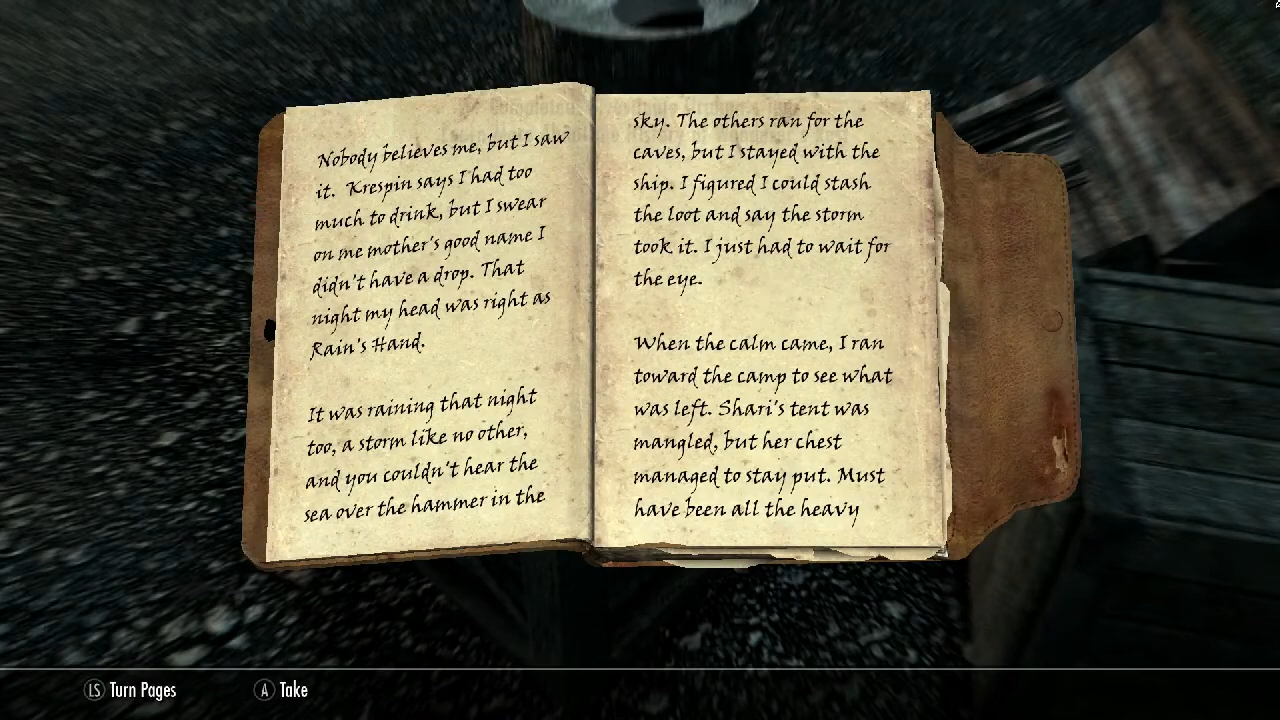 Nobody believes me, but I saw
it. Krespin says I had too
much to drink, but I swear
on me mother's good name I
didn't have a drop. That
night my head was right as
Rain's Hand.
It was raining that night
too, a storm like no other,
and you couldn't hear the
sea over the hammer in the
sky. The others ran for the
caves, but I stayed with the
ship. I figured I could stash
the loot and say the storm
took it. I just had to wait for
the eye.
When the calm came, I ran
toward the camp to see what
was left. Shari's tent was
mangled, but her chest
managed to stay put. Must
have been all the heavy
LS Turn Pages
A Take